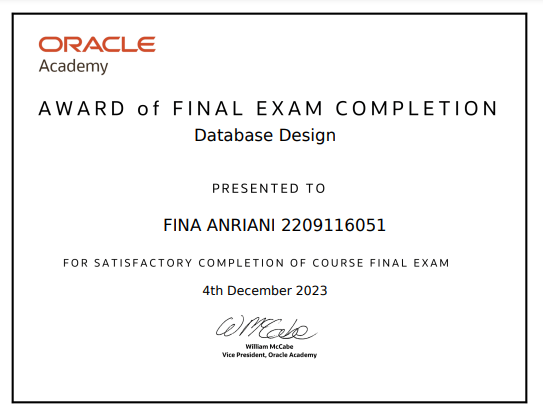 ORACLE
Academy
AWARD of FINAL EXAM COMPLETION
Database Design
PRESENTED TO
FINA ANRIANI 2209116051
FOR SATISFACTORY COMPLETION OF COURSE FINAL EXAM
4th December 2023
W McCabe
William McCabe
Vice President, Oracle Academy